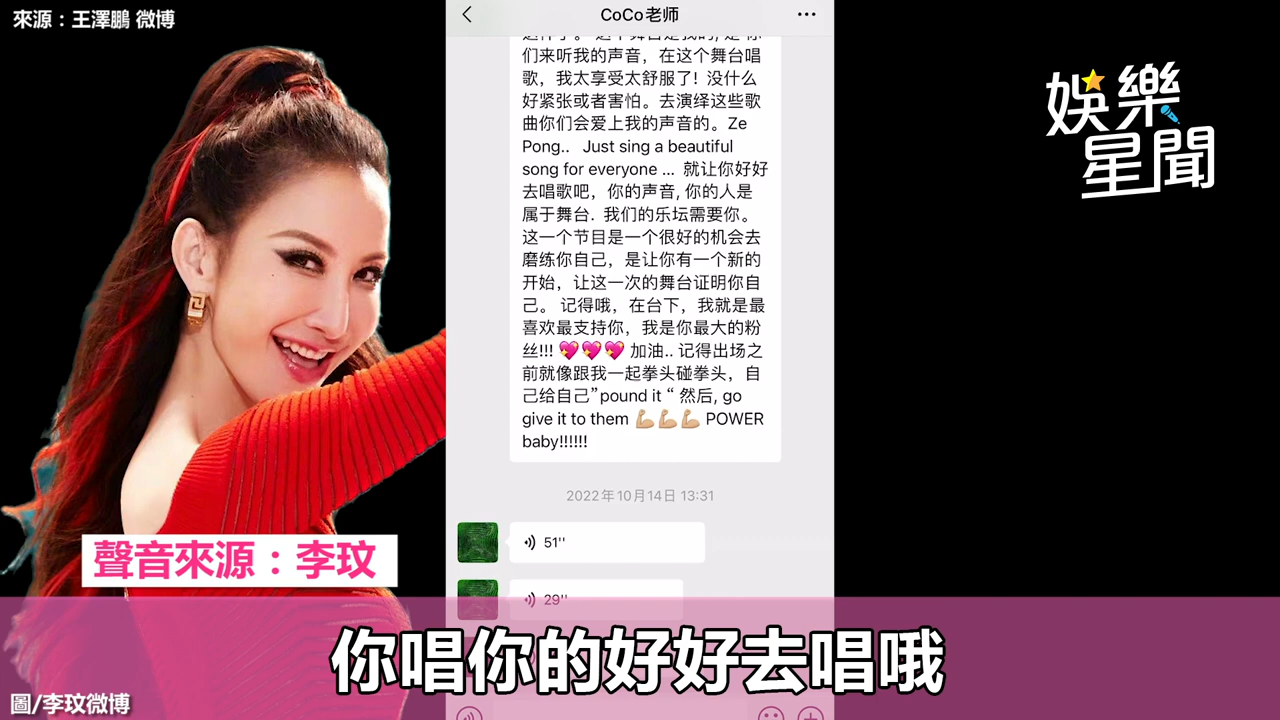 來源：王澤鵬 微博
CoCo老师
们来听我的声音，在这个舞台唱
歌，我太享受太舒服了！没什么
好紧张或者害怕。去演绎这些歌
曲你们会爱上我的声音的。Ze
Pong.. Just sing a beautiful
song for everyone ... 就让你好好
去唱歌吧，你的声音, 你的人是
属于舞台. 我们的乐坛需要你。
这一个节目是一个很好的机会去
磨练你自己，是让你有一个新的
开始，让这一次的舞台证明你自
己。 记得哦，在台下，我就是最
喜欢最支持你，我是你最大的粉
丝!!! 💖💖💖 加油.. 记得出场之
前就像跟我一起拳头碰拳头，自
己给自己”pound it “ 然后, go
give it to them 💪🏼💪🏼💪🏼 POWER
baby!!!!!!
2022年10月14日 13:31
51''
29''
娛樂
星聞
聲音來源：李玟
你唱你的好好去唱哦
圖/李玟微博